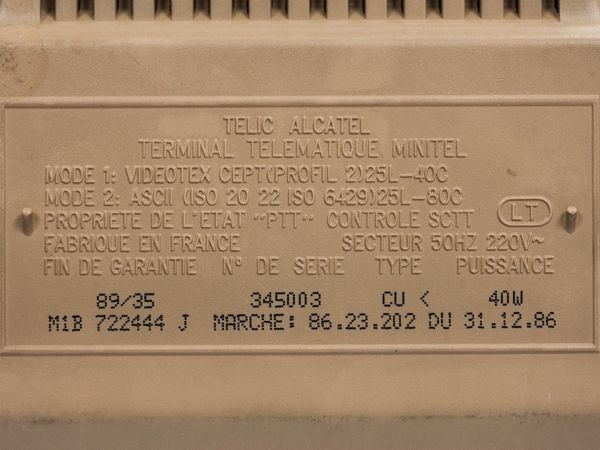 TELIC ALCATEL
TERMINAL TELEMATIQUE MINITEL
MODE 1: VIDEOTEX CEPT(PROFIL 2)25L-40C
MODE 2: ASCII (ISO 20 22 ISO 6429)25L-80C
PROPRIETE DE L'ETAT "PTT" CONTROLE SCTT
LT
FABRIQUE EN FRANCE SECTEUR 50HZ 220V~
FIN DE GARANTIE N° DE SERIE TYPE PUISSANCE
89/35 345003 CU < 40W
M1B 722444 J MARCHE: 86.23.202 DU 31.12.86